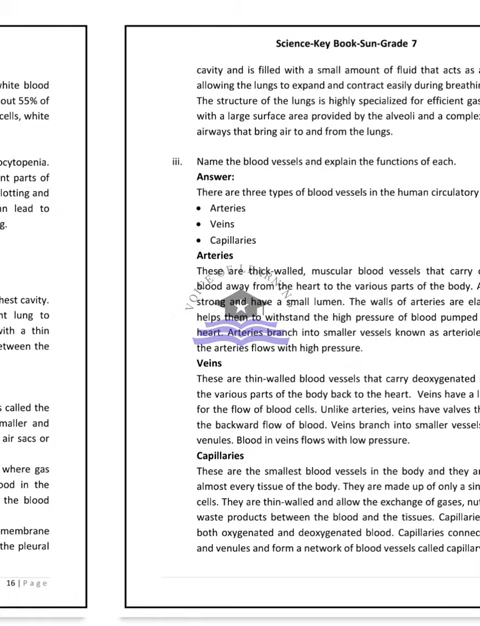 white blood
out 55% of
cells, white
ocytopenia.
nt parts of
lotting and
n lead to
g.
hest cavity.
nt lung to
with a thin
etween the
s called the
maller and
air sacs or
where gas
ood in the
the blood
membrane
the pleural
16 | Page
Science-Key Book-Sun-Grade 7
cavity and is filled with a small amount of fluid that acts as a
allowing the lungs to expand and contract easily during breathin
The structure of the lungs is highly specialized for efficient gas
with a large surface area provided by the alveoli and a complex
airways that bring air to and from the lungs.
iii. Name the blood vessels and explain the functions of each.
Answer:
There are three types of blood vessels in the human circulatory
• Arteries
• Veins
• Capillaries
Arteries
These are thick-walled, muscular blood vessels that carry o
blood away from the heart to the various parts of the body. A
strong and have a small lumen. The walls of arteries are ela
helps them to withstand the high pressure of blood pumped
heart. Arteries branch into smaller vessels known as arteriole
the arteries flows with high pressure.
Veins
These are thin-walled blood vessels that carry deoxygenated
the various parts of the body back to the heart. Veins have a l
for the flow of blood cells. Unlike arteries, veins have valves th
the backward flow of blood. Veins branch into smaller vessels
venules. Blood in veins flows with low pressure.
Capillaries
These are the smallest blood vessels in the body and they ar
almost every tissue of the body. They are made up of only a sin
cells. They are thin-walled and allow the exchange of gases, nut
waste products between the blood and the tissues. Capillarie
both oxygenated and deoxygenated blood. Capillaries connec
and venules and form a network of blood vessels called capillar
VOICE OF LEARNING